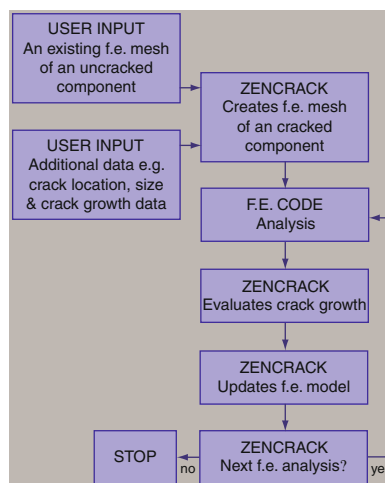 USER INPUT
An existing f.e. mesh
of an uncracked
component
ZENCRACK
Creates f.e. mesh
of an cracked
component
USER INPUT
Additional data e.g.
crack location, size
& crack growth data
F.E. CODE
Analysis
ZENCRACK
Evaluates crack growth
ZENCRACK
Updates f.e. model
STOP
no
ZENCRACK
Next f.e. analysis?
ye